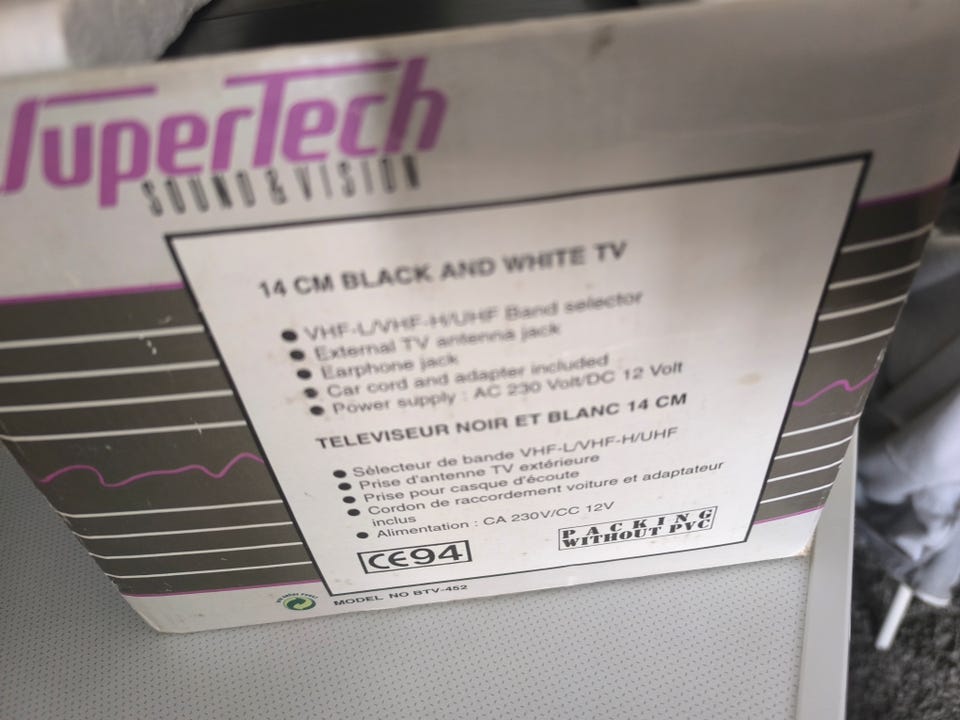 SuperTech
SOUND & VISION
14 CM BLACK AND WHITE TV
● VHF-L/VHF-H/UHF Band selector
● External TV antenna jack
● Earphone jack
● Car cord and adapter included
● Power supply : AC 230 Volt/DC 12 Volt
TELEVISEUR NOIR ET BLANC 14 CM
● Sélecteur de bande VHF-L/VHF-H/UHF
● Prise d'antenne TV extérieure
● Prise pour casque d'écoute
● Cordon de raccordement voiture et adaptateur
inclus
● Alimentation : CA 230V/CC 12V
CE94
PACKING
WITHOUT PVC
MODEL NO BTV-452